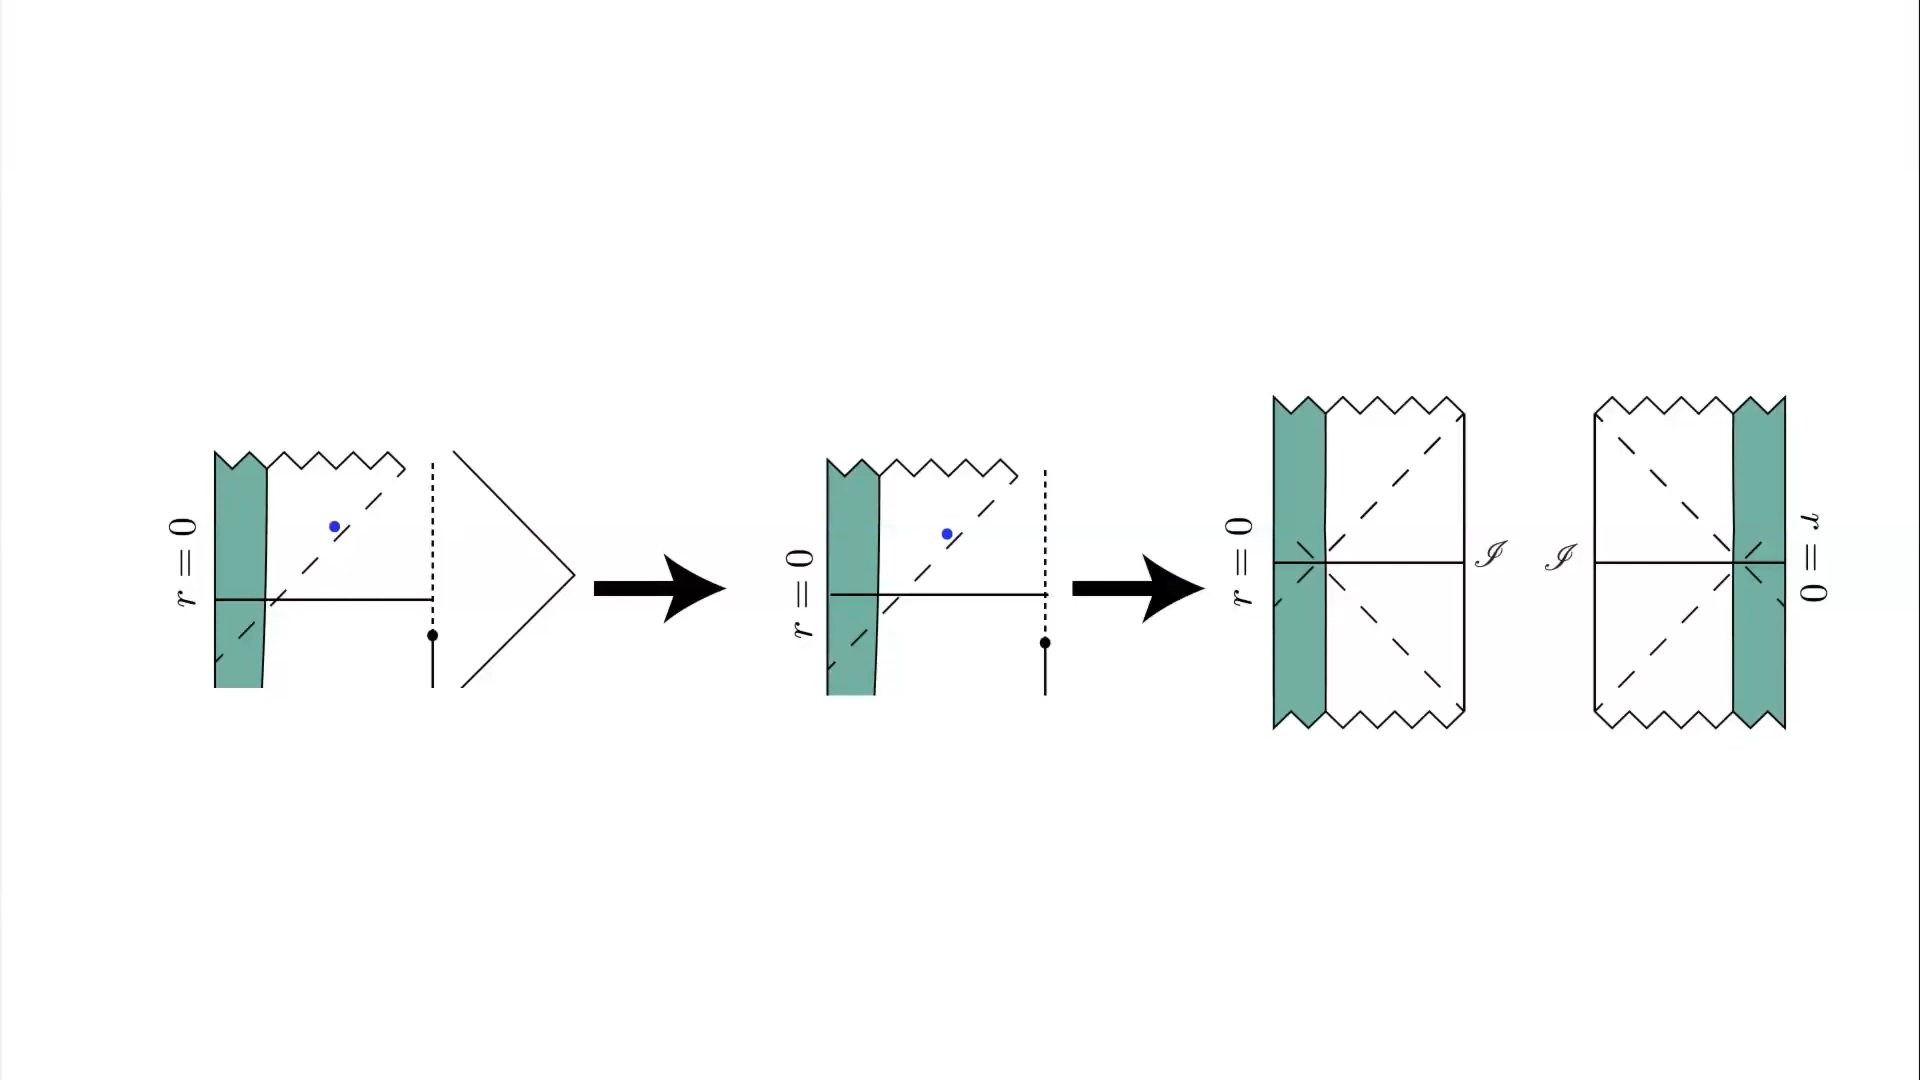 r = 0
r = 0
r = 0
ℐ
ℐ
r = 0